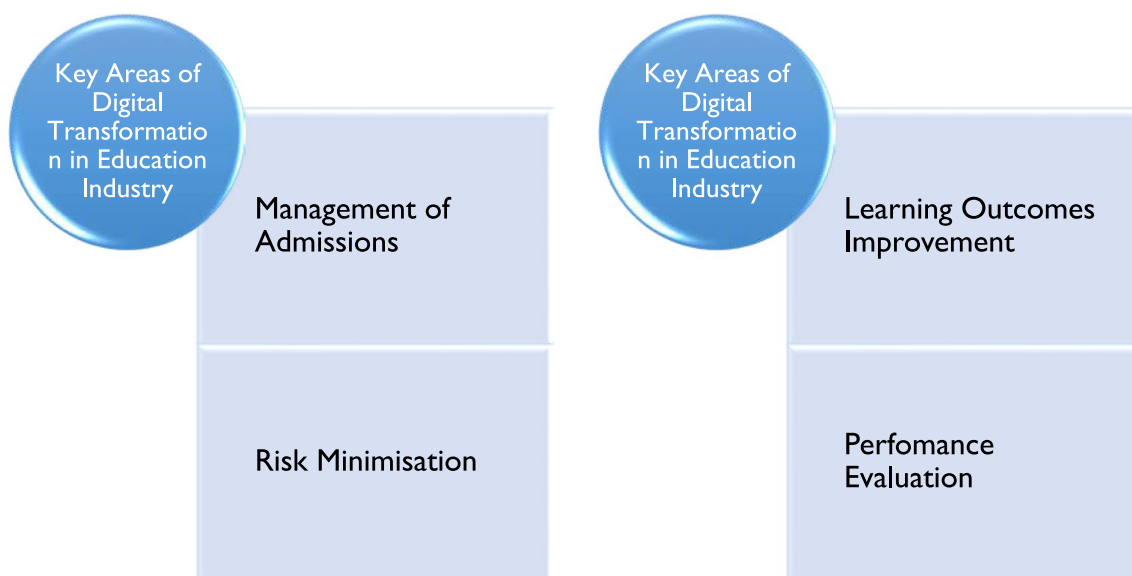 Key Areas of
Digital
Transformatio
n in Education
Industry
Management of
Admissions
Risk Minimisation
Key Areas of
Digital
Transformatio
n in Education
Industry
Learning Outcomes
Improvement
Perfomance
Evaluation